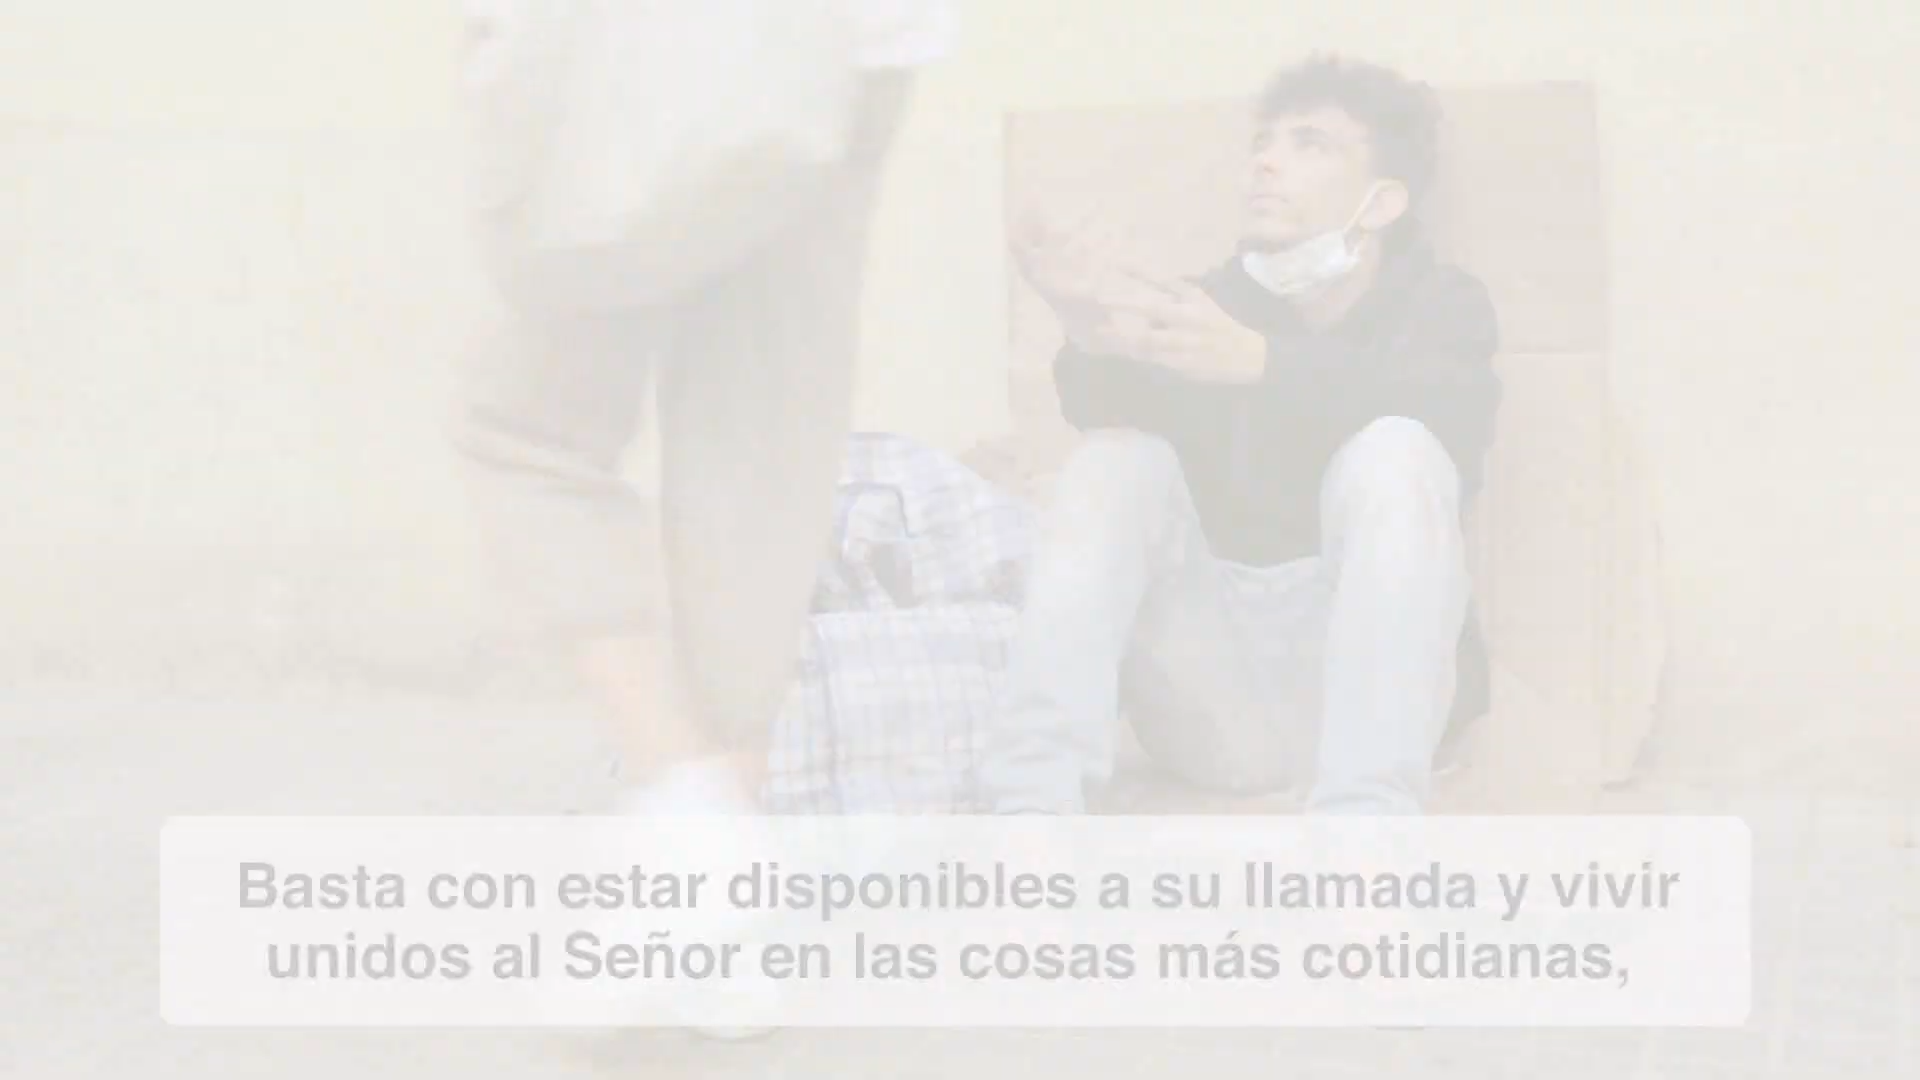 Basta con estar disponibles a su llamada y vivir
unidos al Señor en las cosas más cotidianas,